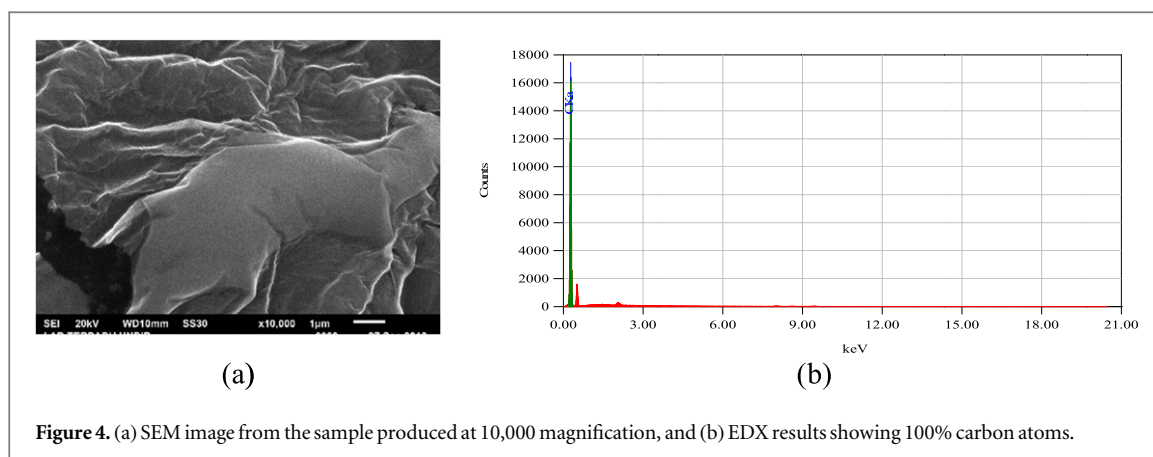 18000
16000
14000
12000
10000
8000
6000
4000
2000
0
Counts
CKa
0.00 3.00 6.00 9.00 12.00 15.00 18.00 21.00
keV
SEI 20kV WD10mm SS30 x10,000 1μm
(a) (b)
Figure 4. (a) SEM image from the sample produced at 10,000 magnification, and (b) EDX results showing 100% carbon atoms.